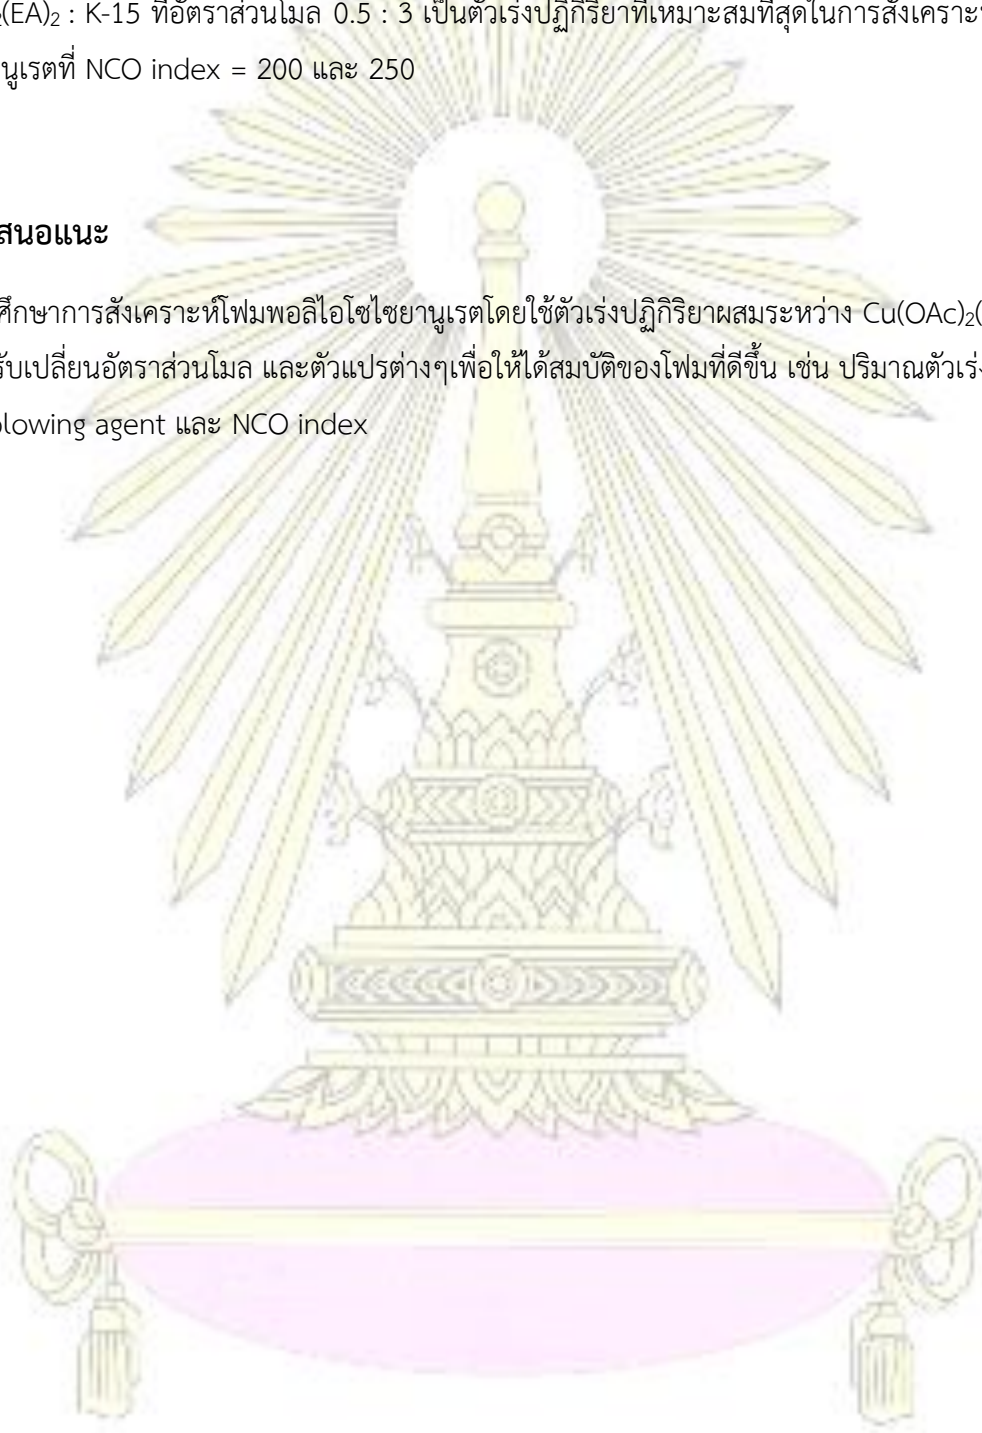 ₂(EA)₂ : K-15 ที่อัตราส่วนโมล 0.5 : 3 เป็นตัวเร่งปฏิกิริยาที่เหมาะสมที่สุดในการสังเคราะห
นูเรตที่ NCO index = 200 และ 250
สนอแนะ
ศึกษาการสังเคราะห์โฟมพอลิไอโซไซยานูเรตโดยใช้ตัวเร่งปฏิกิริยาผสมระหว่าง Cu(OAc)₂(
รับเปลี่ยนอัตราส่วนโมล และตัวแปรต่างๆเพื่อให้ได้สมบัติของโฟมที่ดีขึ้น เช่น ปริมาณตัวเร่ง
blowing agent และ NCO index